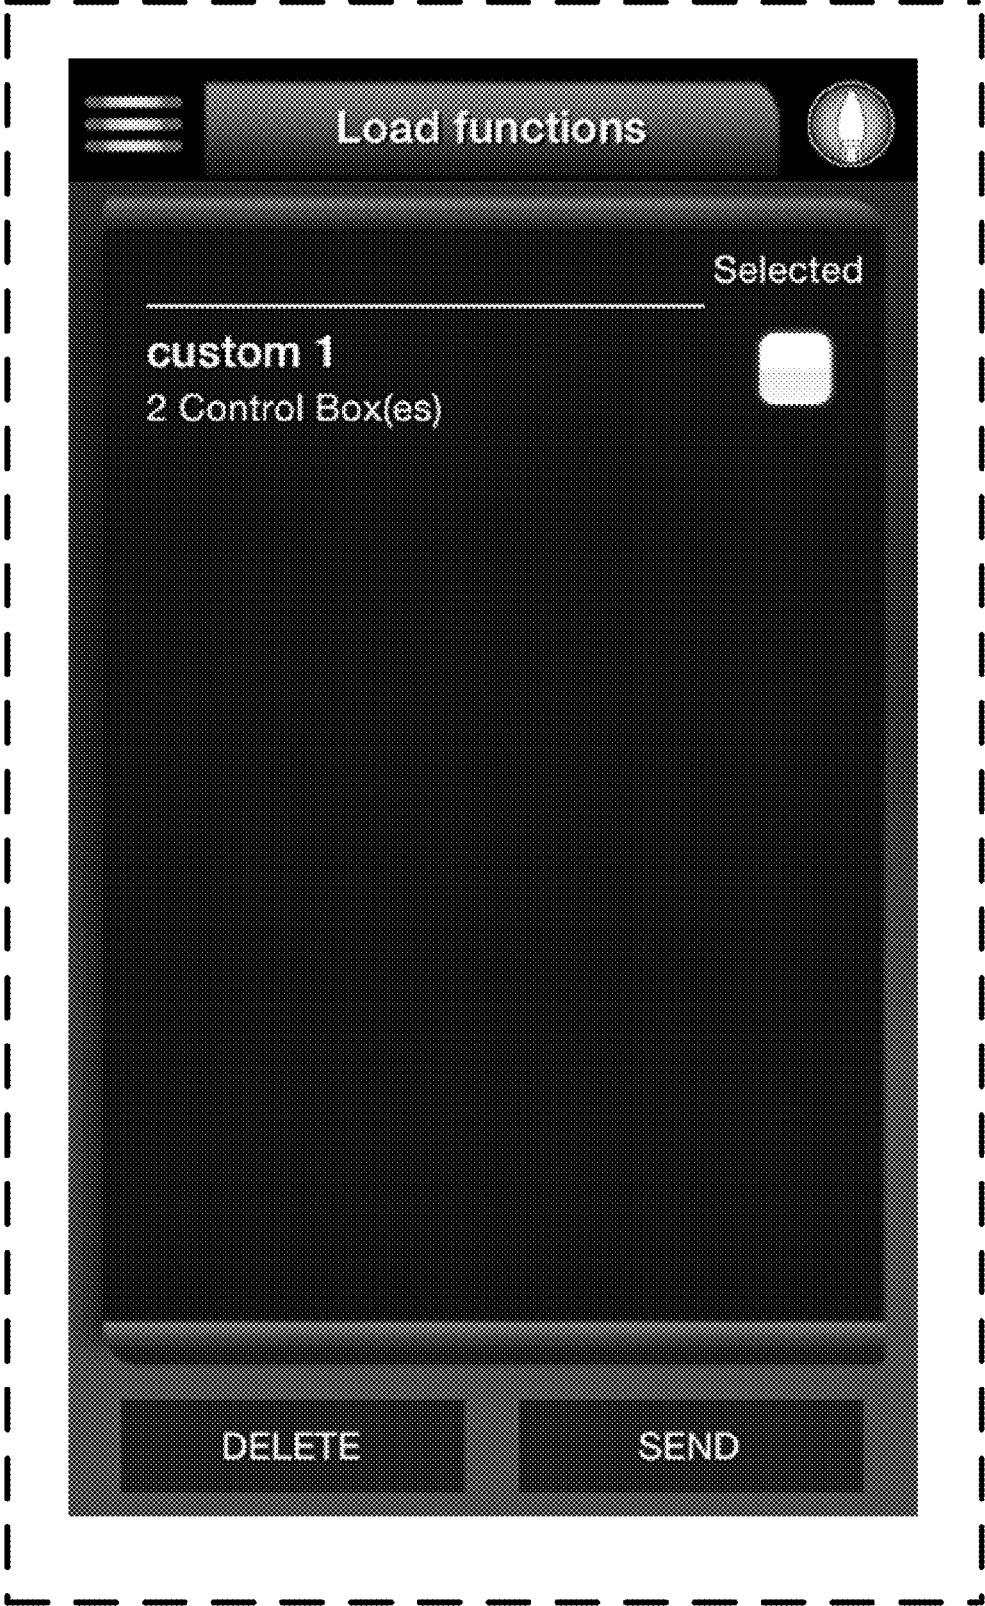 Load functions
Selected
custom 1
2 Control Box(es)
DELETE
SEND